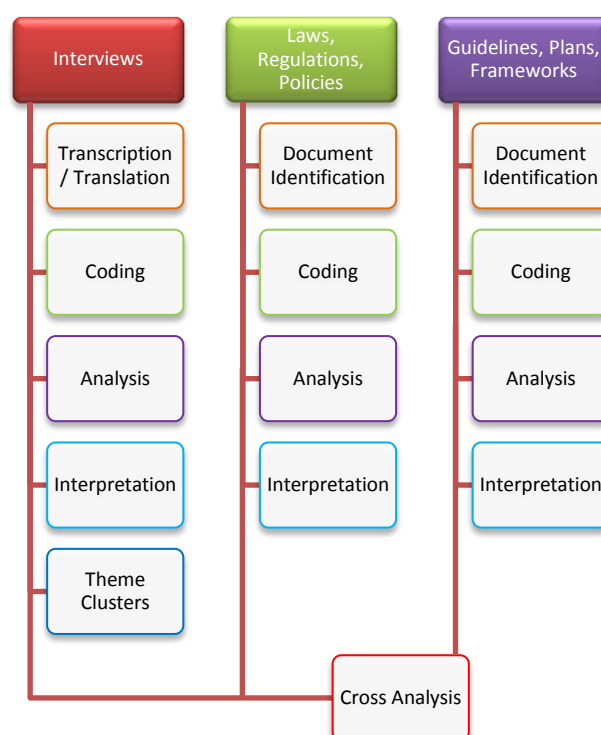 Interviews
Transcription
/ Translation
Coding
Analysis
Interpretation
Theme
Clusters
Laws,
Regulations,
Policies
Document
Identification
Coding
Analysis
Interpretation
Guidelines, Plans,
Frameworks
Document
Identification
Coding
Analysis
Interpretation
Cross Analysis